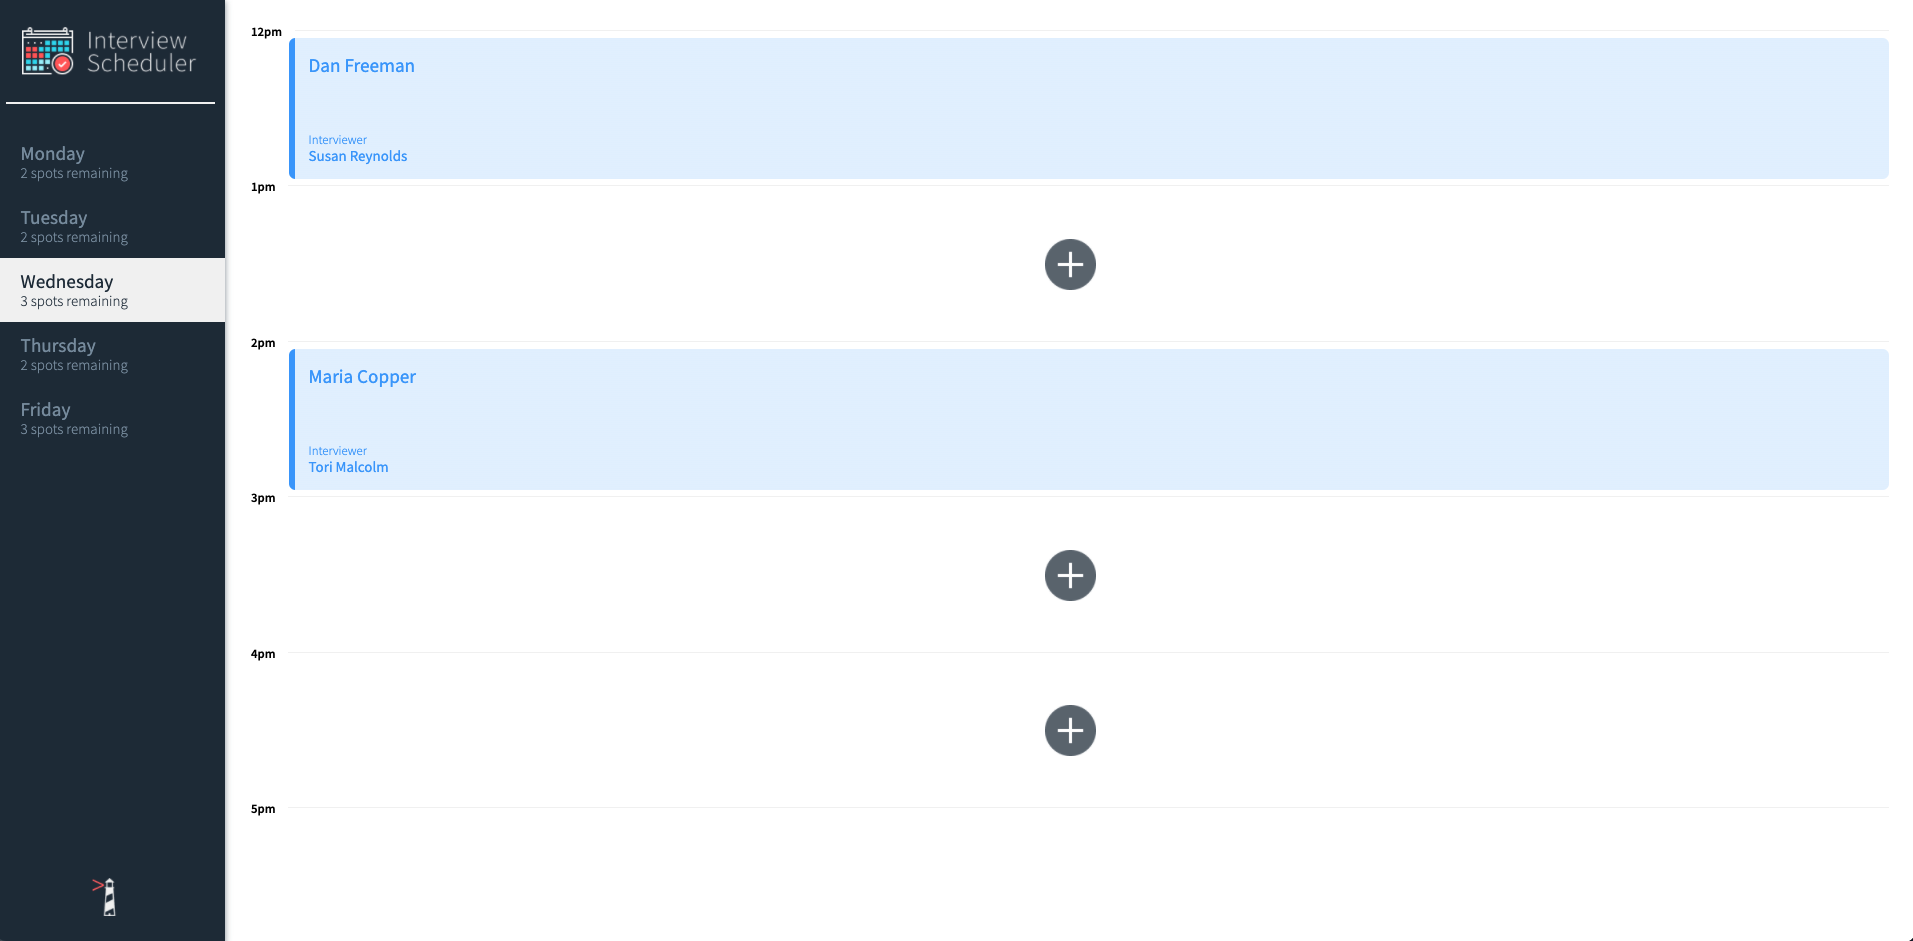 Interview
Scheduler
Monday
2 spots remaining
Tuesday
2 spots remaining
Wednesday
3 spots remaining
Thursday
2 spots remaining
Friday
3 spots remaining
12pm
Dan Freeman
Interviewer
Susan Reynolds
1pm
2pm
Maria Copper
Interviewer
Tori Malcolm
3pm
4pm
5pm